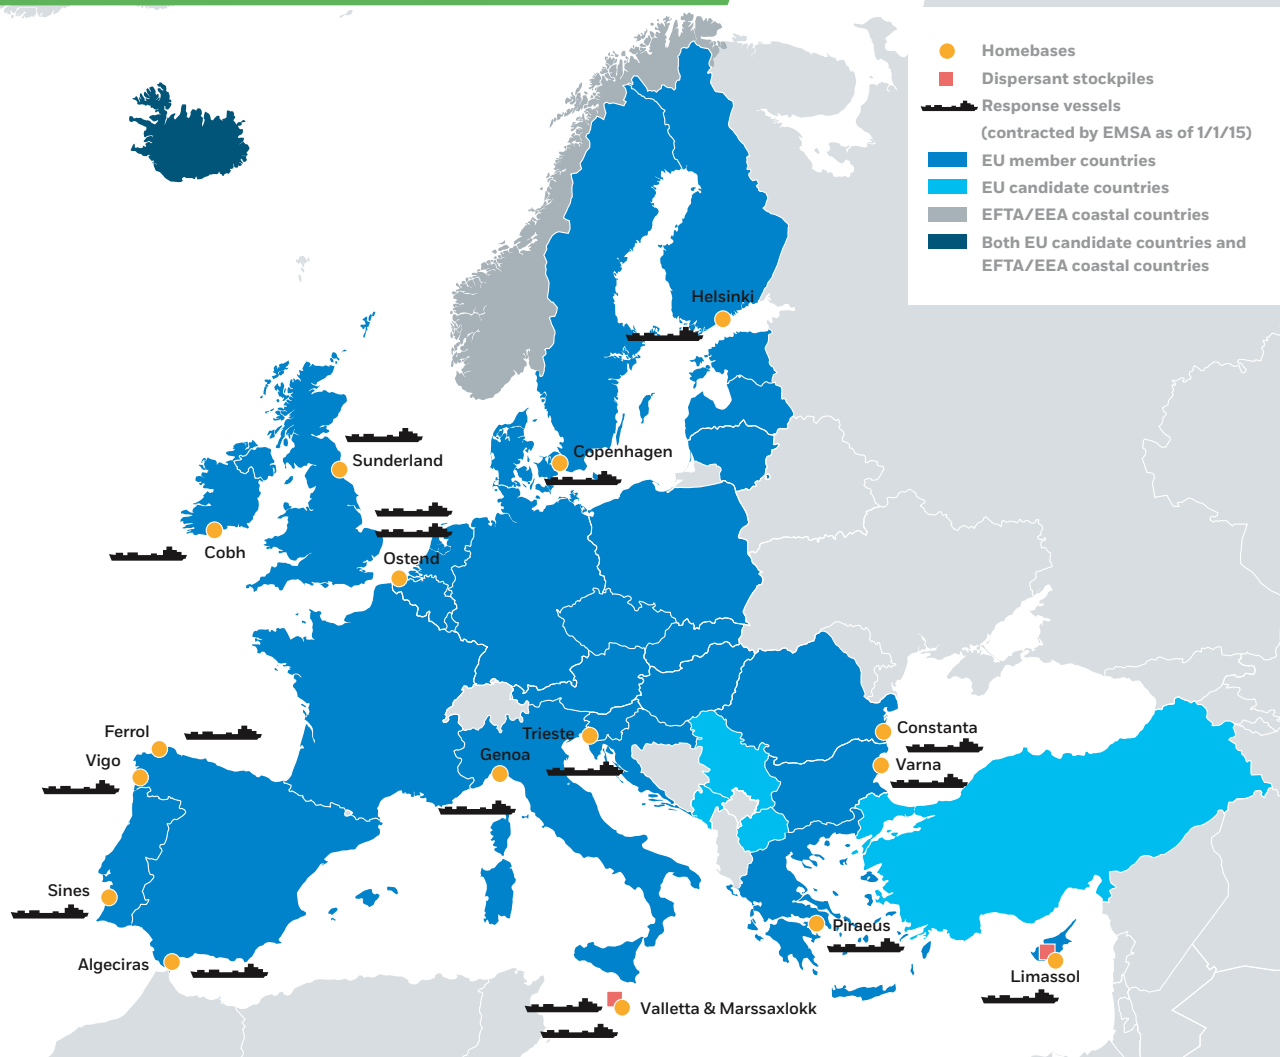 Homebases
Dispersant stockpiles
Response vessels
(contracted by EMSA as of 1/1/15)
EU member countries
EU candidate countries
EFTA/EEA coastal countries
Both EU candidate countries and
EFTA/EEA coastal countries
Helsinki
Copenhagen
Sunderland
Cobh
Ostend
Constanta
Ferrol
Trieste
Genoa
Vigo
Varna
Sines
Piraeus
Algeciras
Limassol
Valletta & Marssaxlokk